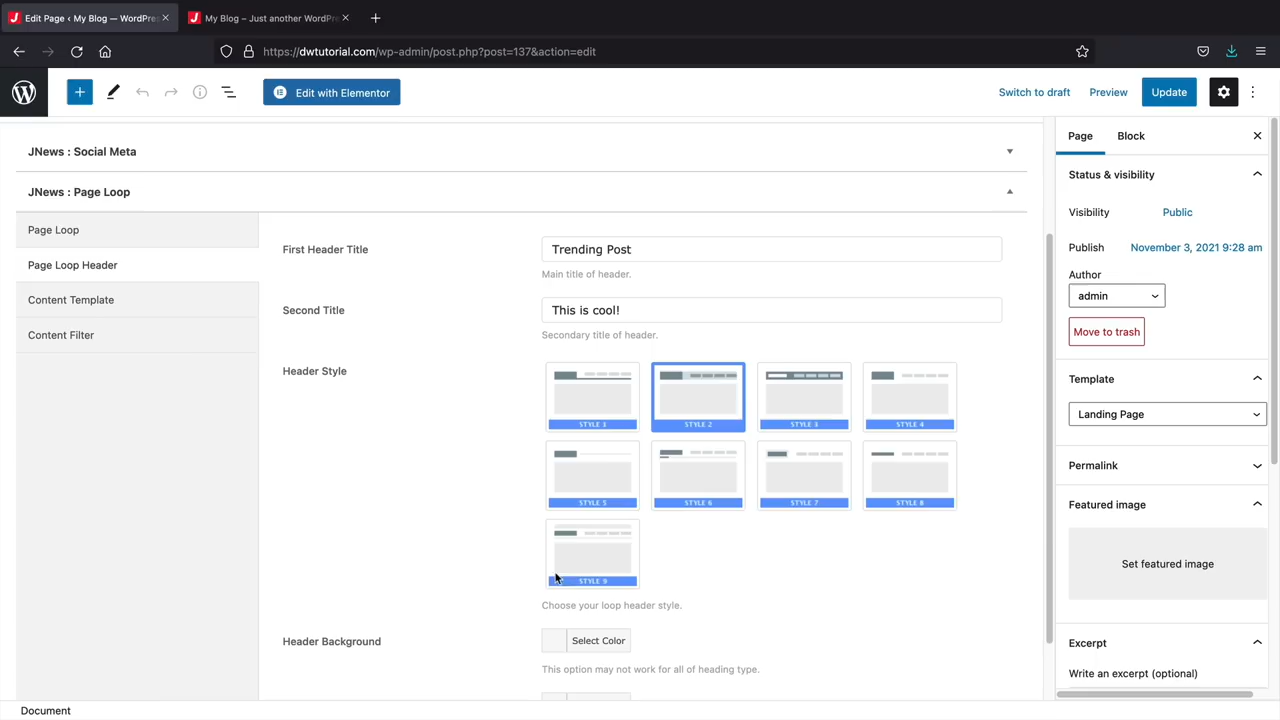 Edit Page ‹ My Blog — WordPres
My Blog – Just another WordPre
https://dwtutorial.com/wp-admin/post.php?post=137&action=edit
Edit with Elementor
Switch to draft
Preview
Update
JNews : Social Meta
JNews : Page Loop
Page Loop
Page Loop Header
Content Template
Content Filter
First Header Title
Trending Post
Main title of header.
Second Title
This is cool!
Secondary title of header.
Header Style
STYLE 1
STYLE 2
STYLE 3
STYLE 4
STYLE 5
STYLE 6
STYLE 7
STYLE 8
STYLE 9
Choose your loop header style.
Header Background
Select Color
This option may not work for all of heading type.
Page
Block
Status & visibility
Visibility
Public
Publish
November 3, 2021 9:28 am
Author
admin
Move to trash
Template
Landing Page
Permalink
Featured image
Set featured image
Excerpt
Write an excerpt (optional)
Document